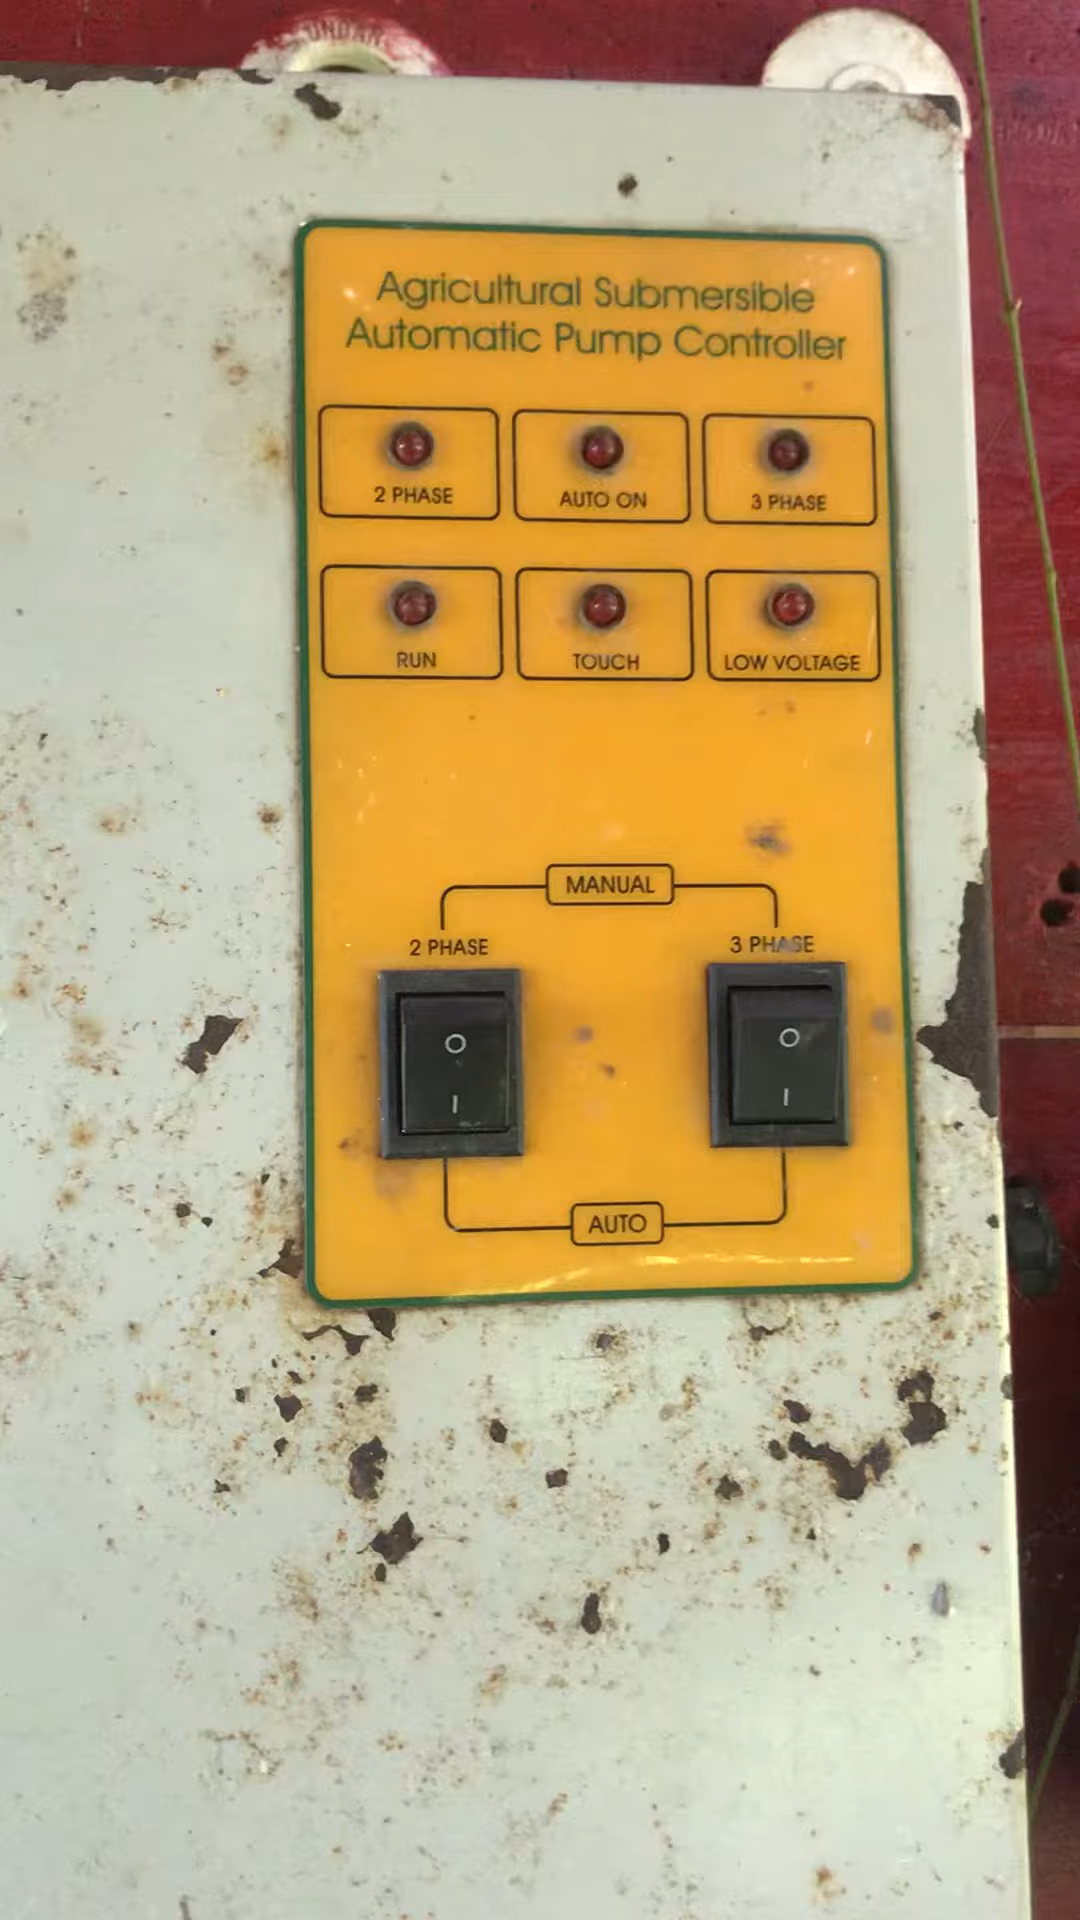 Agricultural Submersible
Automatic Pump Controller
2 PHASE
AUTO ON
3 PHASE
RUN
TOUCH
LOW VOLTAGE
MANUAL
2 PHASE
3 PHASE
O
O
I
I
AUTO